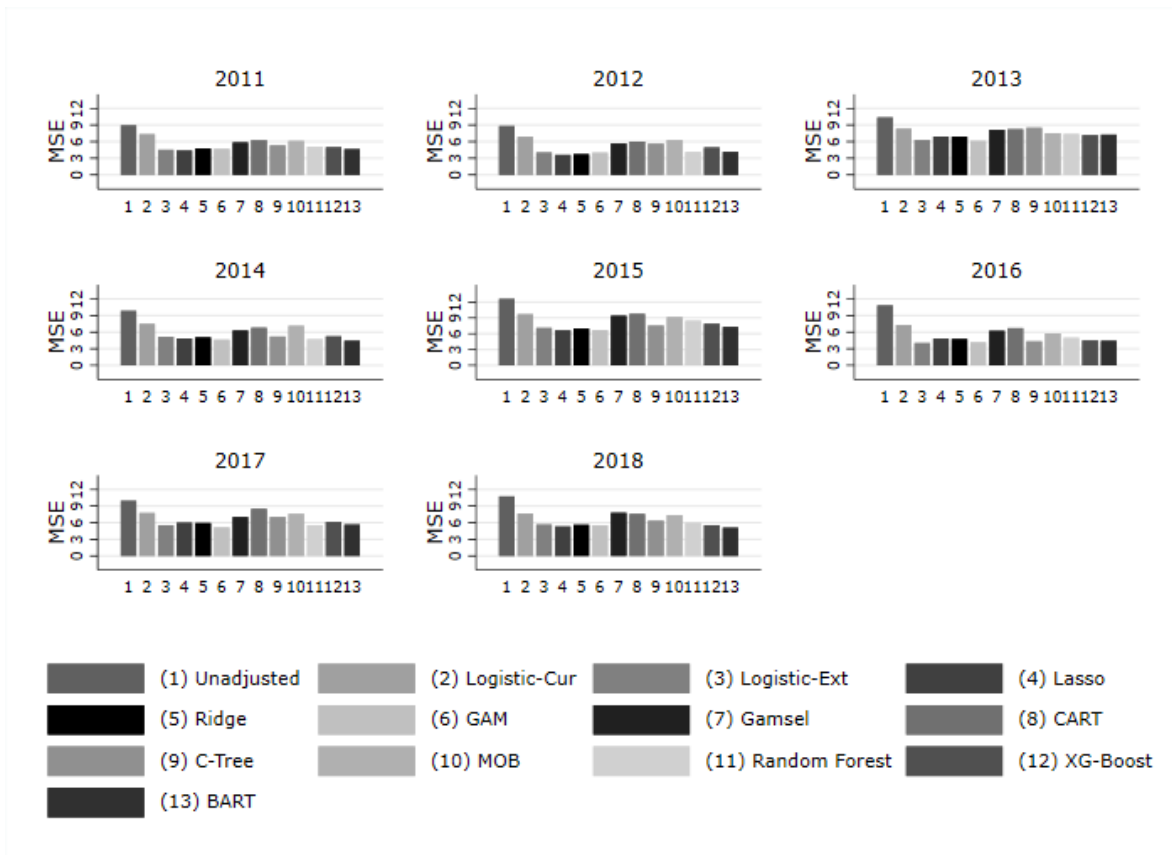 2011 2012 2013
MSE 0 3 6 9 12 MSE 0 3 6 9 12 MSE 0 3 6 9 12
1 2 3 4 5 6 7 8 9 10 11 12 13 1 2 3 4 5 6 7 8 9 10 11 12 13 1 2 3 4 5 6 7 8 9 10 11 12 13
2014 2015 2016
MSE 0 3 6 9 12 MSE 0 3 6 9 12 MSE 0 3 6 9 12
1 2 3 4 5 6 7 8 9 10 11 12 13 1 2 3 4 5 6 7 8 9 10 11 12 13 1 2 3 4 5 6 7 8 9 10 11 12 13
2017 2018
MSE 0 3 6 9 12 MSE 0 3 6 9 12
1 2 3 4 5 6 7 8 9 10 11 12 13 1 2 3 4 5 6 7 8 9 10 11 12 13
(1) Unadjusted (2) Logistic-Cur (3) Logistic-Ext (4) Lasso
(5) Ridge (6) GAM (7) Gamsel (8) CART
(9) C-Tree (10) MOB (11) Random Forest (12) XG-Boost
(13) BART